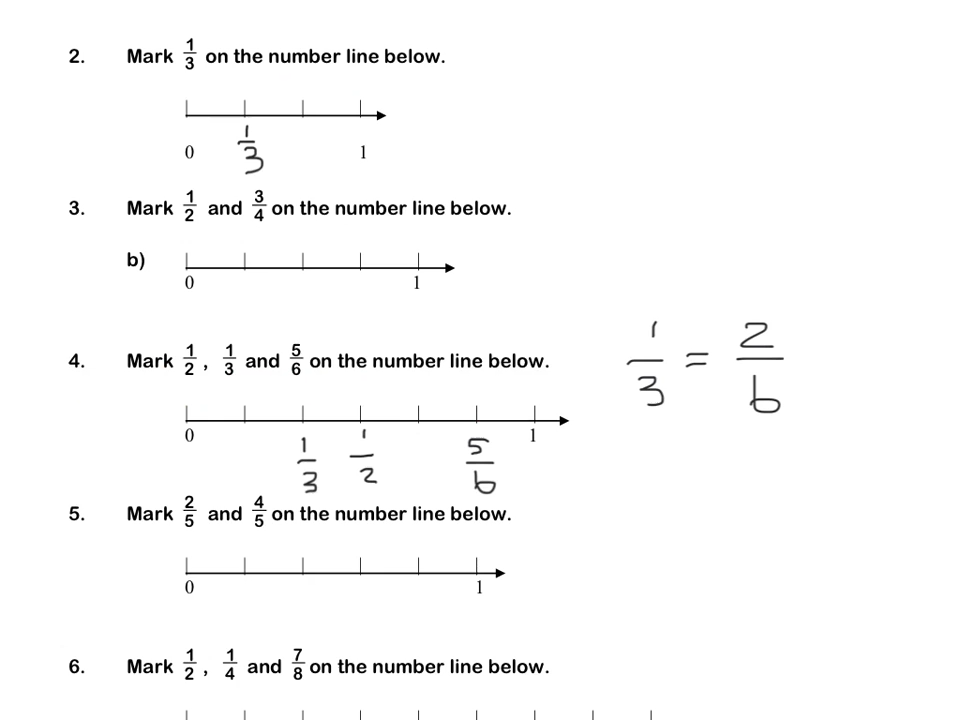 2. Mark 1/3 on the number line below.
0 1/3 1
3. Mark 1/2 and 3/4 on the number line below.
b)
0 1
4. Mark 1/2 , 1/3 and 5/6 on the number line below.
1/3 = 2/6
0 1
1/3 1/2 5/6
5. Mark 2/5 and 4/5 on the number line below.
0 1
6. Mark 1/2 , 1/4 and 7/8 on the number line below.